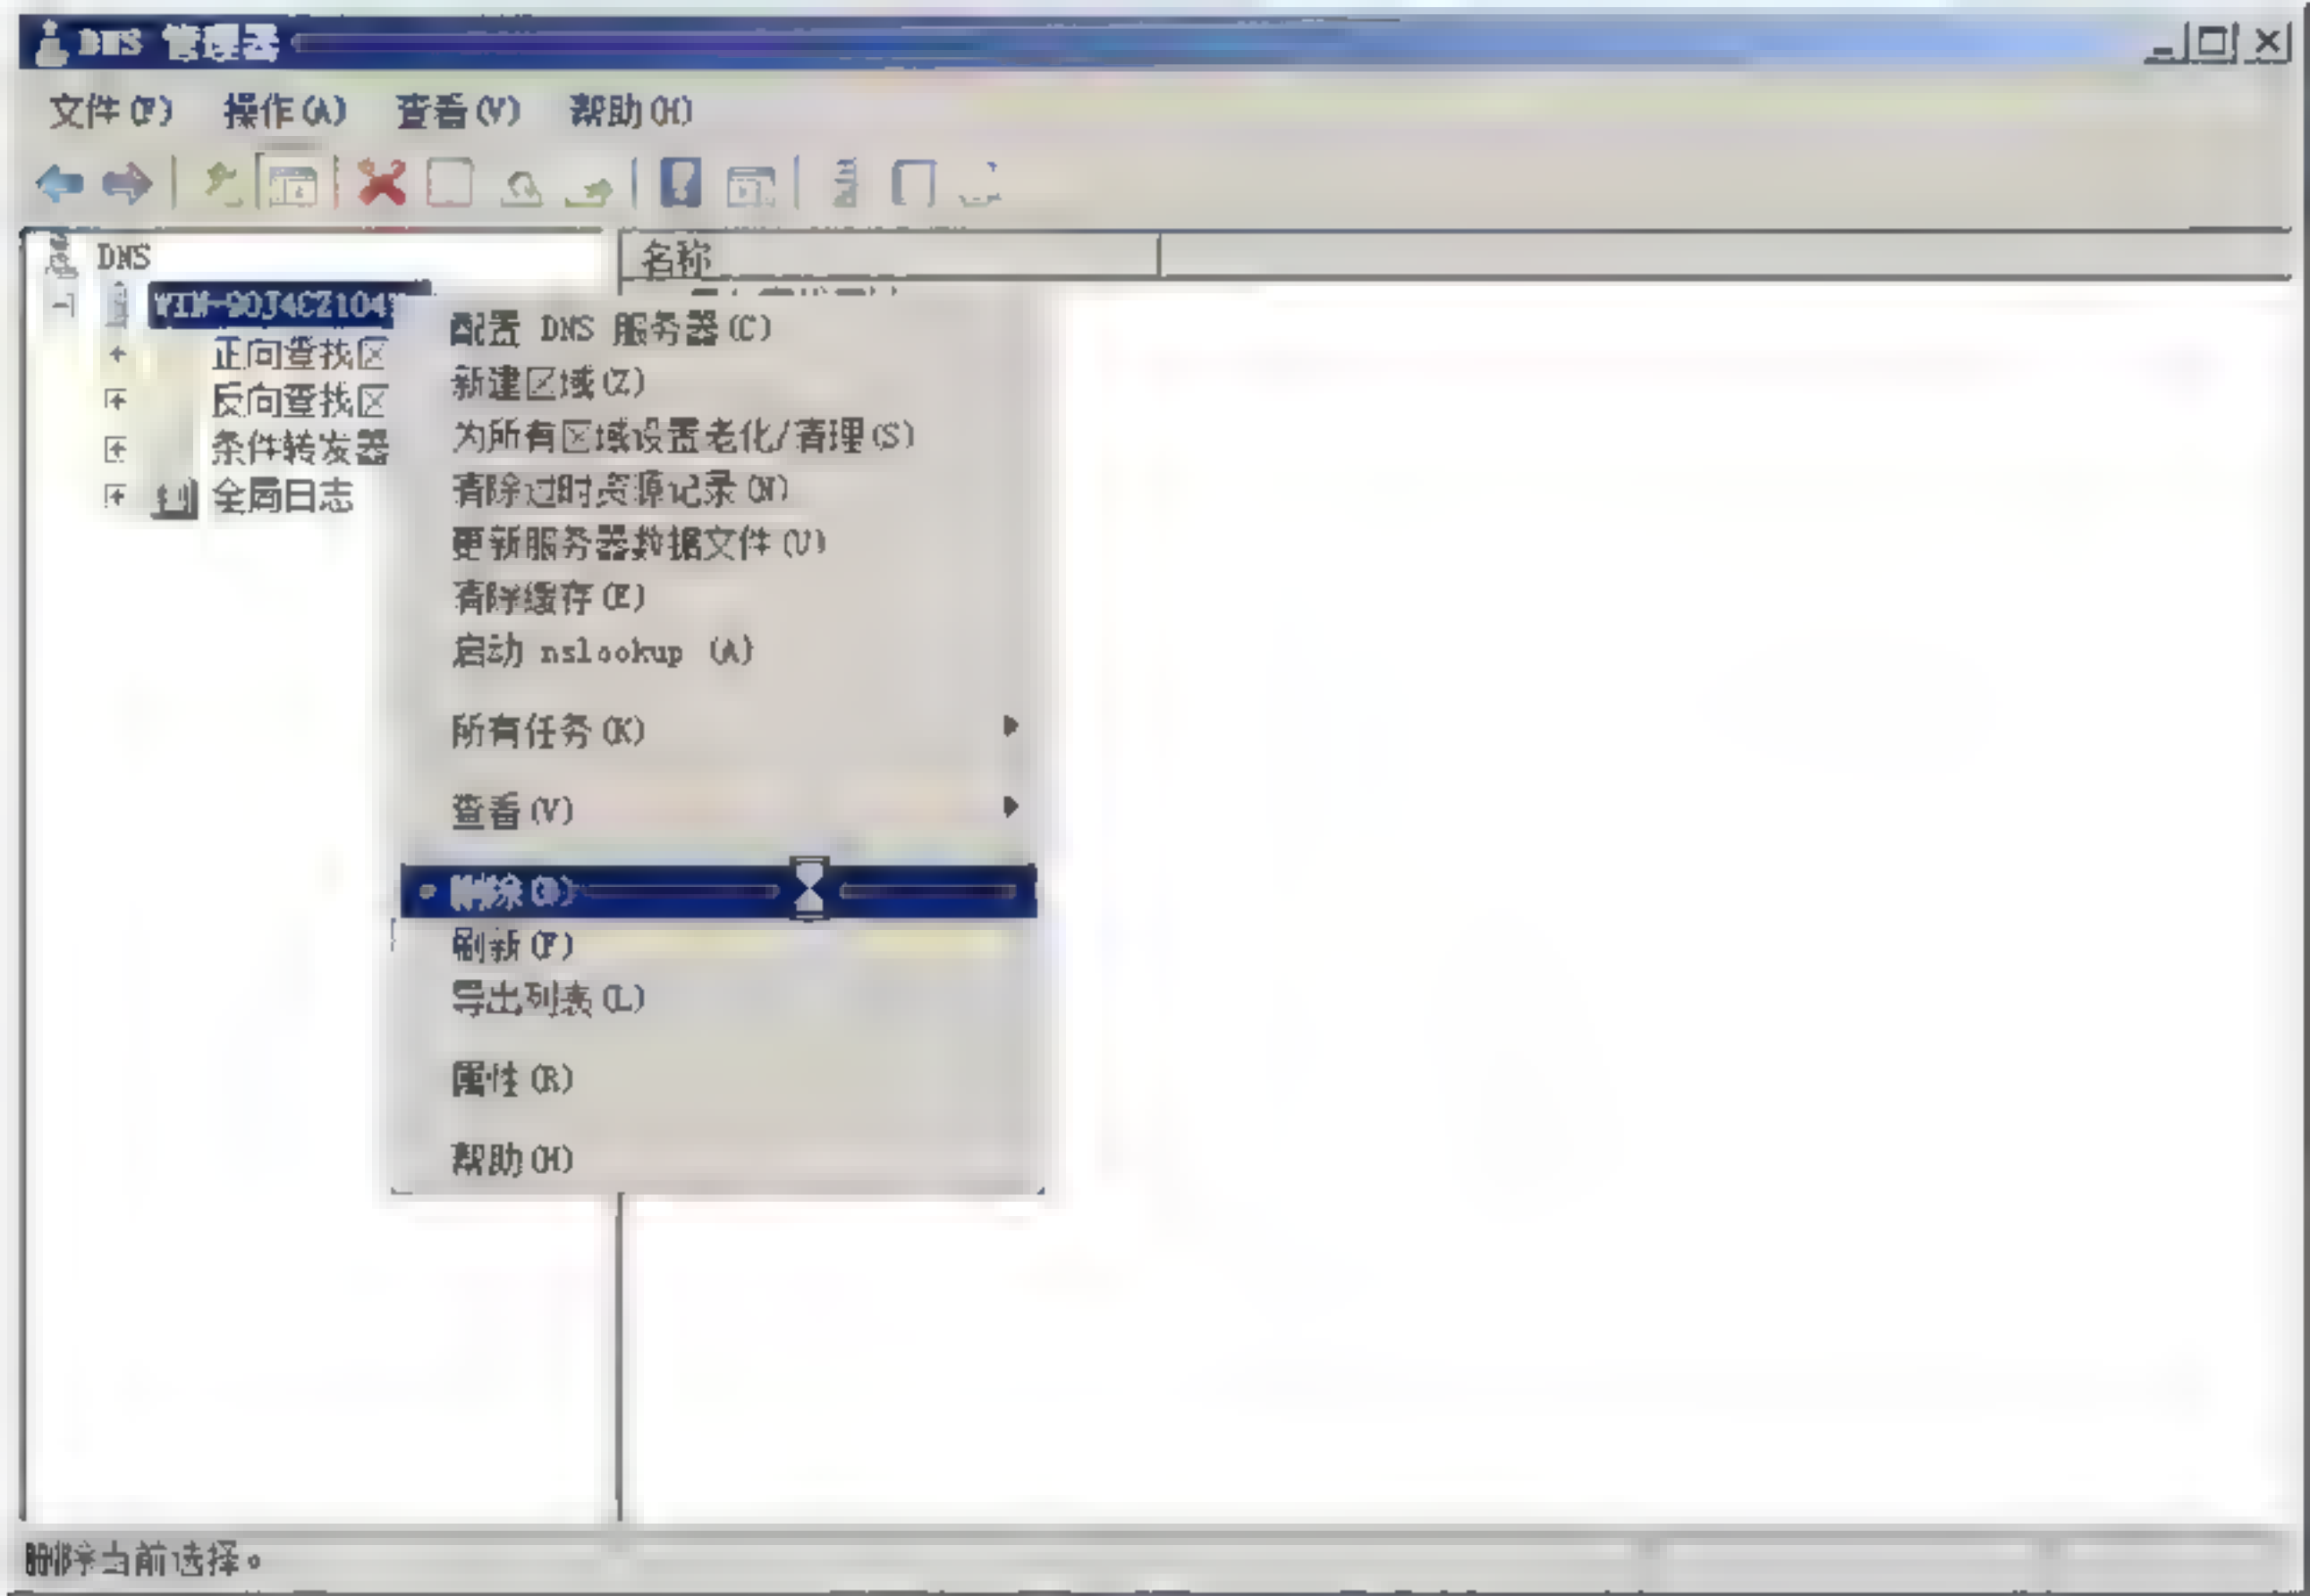 DNS 管理器
文件(F) 操作(A) 查看(V) 帮助(H)
DNS
名称
WIN-90J4CZ104
正向查找区
反向查找区
条件转发器
全局日志
配置 DNS 服务器(C)
新建区域(Z)
为所有区域设置老化/清理(S)
清除过时资源记录(N)
更新服务器数据文件(U)
清除缓存(E)
启动 nslookup (A)
所有任务(K)
查看(V)
删除(D)
刷新(F)
导出列表(L)
属性(R)
帮助(H)
删除当前选择。